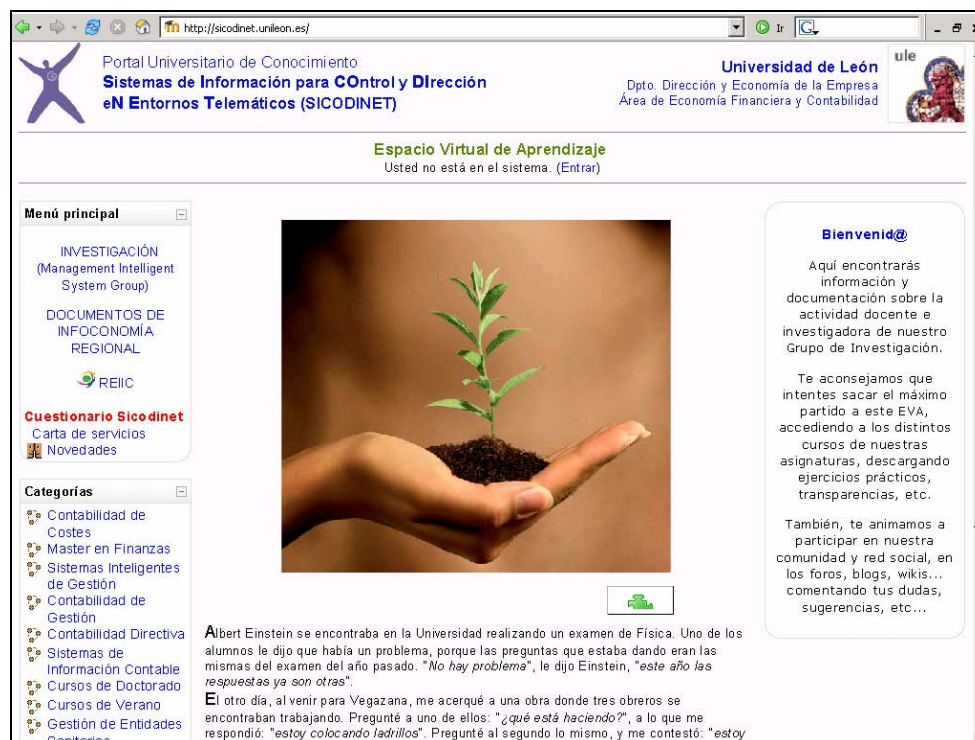 http://sicodinet.unileon.es/
Ir
Portal Universitario de Conocimiento
Sistemas de Información para COntrol y DIrección
eN Entornos Telemáticos (SICODINET)
Universidad de León
Dpto. Dirección y Economía de la Empresa
Área de Economía Financiera y Contabilidad
ule
Espacio Virtual de Aprendizaje
Usted no está en el sistema. (Entrar)
Menú principal
INVESTIGACIÓN
(Management Intelligent
System Group)
DOCUMENTOS DE
INFOCONOMÍA
REGIONAL
REIIC
Cuestionario Sicodinet
Carta de servicios
Novedades
Categorías
Contabilidad de
Costes
Master en Finanzas
Sistemas Inteligentes
de Gestión
Contabilidad de
Gestión
Contabilidad Directiva
Sistemas de
Información Contable
Cursos de Doctorado
Cursos de Verano
Gestión de Entidades
Albert Einstein se encontraba en la Universidad realizando un examen de Física. Uno de los
alumnos le dijo que había un problema, porque las preguntas que estaba dando eran las
mismas del examen del año pasado. "No hay problema", le dijo Einstein, "este año las
respuestas ya son otras".
El otro día, al venir para Vegazana, me acerqué a una obra donde tres obreros se
encontraban trabajando. Pregunté a uno de ellos: "¿qué está haciendo?", a lo que me
respondió: "estoy colocando ladrillos". Pregunté al segundo lo mismo, y me contestó: "estoy
Bienvenid@
Aquí encontrarás
información y
documentación sobre la
actividad docente e
investigadora de nuestro
Grupo de Investigación.
Te aconsejamos que
intentes sacar el máximo
partido a este EVA,
accediendo a los distintos
cursos de nuestras
asignaturas, descargando
ejercicios prácticos,
transparencias, etc.
También, te animamos a
participar en nuestra
comunidad y red social, en
los foros, blogs, wikis...
comentando tus dudas,
sugerencias, etc...